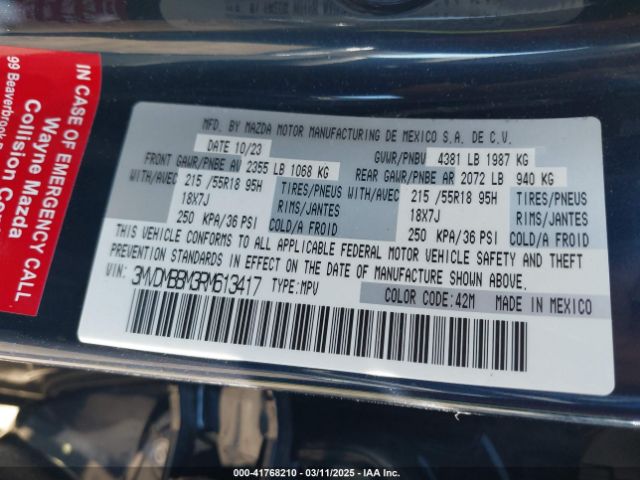 IN CASE OF EMERGENCY CALL
Wayne Mazda
Collision
99 Beaverbrook
MFD. BY MAZDA MOTOR MANUFACTURING DE MEXICO S.A. DE C.V.
DATE 10/23
GVWR/PNBV 4381 LB 1987 KG
FRONT GAWR/PNBE AV 2355 LB 1068 KG
REAR GAWR/PNBE AR 2072 LB 940 KG
WITH/AVEC 215 /55R18 95H TIRES/PNEUS
WITH/AVEC 215 /55R18 95H TIRES/PNEUS
18X7J RIMS/JANTES
18X7J RIMS/JANTES
250 KPA/36 PSI COLD/A FROID
250 KPA/36 PSI COLD/A FROID
THIS VEHICLE CONFORMS TO ALL APPLICABLE FEDERAL MOTOR VEHICLE SAFETY AND THEFT
PREVENTION STANDARDS IN EFFECT ON THE DATE OF MANUFACTURE SHOWN ABOVE.
VIN: 3MVDMBBM3RM613417 TYPE:MPV
COLOR CODE:42M MADE IN MEXICO
000-41768210 - 03/11/2025 - IAA Inc.